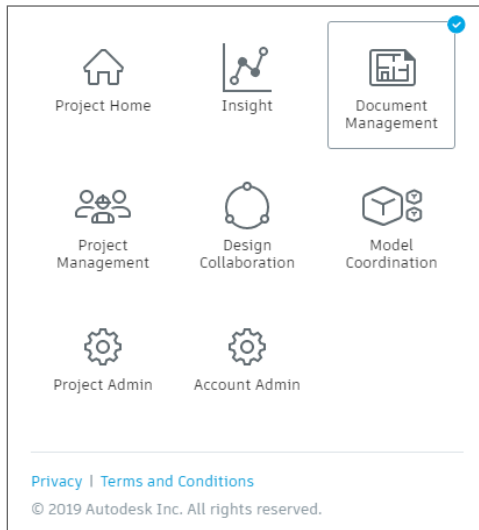 Project Home
Insight
Document
Management
Project
Management
Design
Collaboration
Model
Coordination
Project Admin
Account Admin
Privacy | Terms and Conditions
© 2019 Autodesk Inc. All rights reserved.